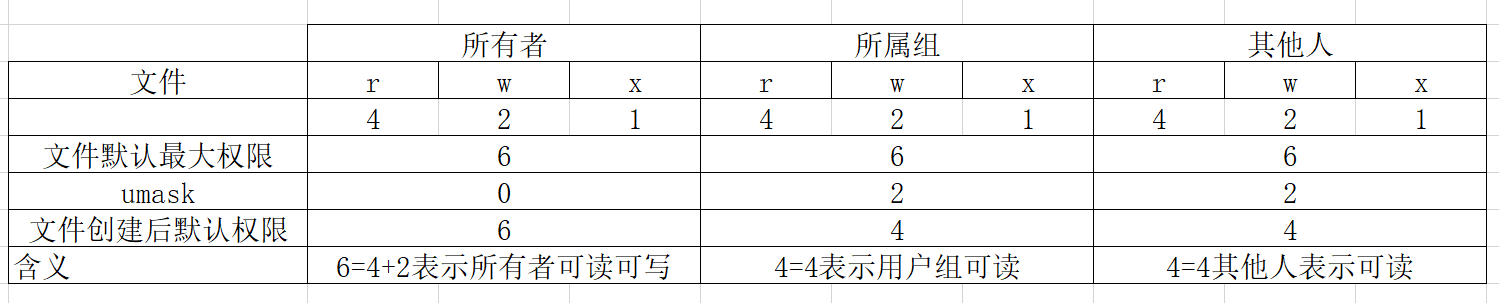 所有者 所属组 其他人
文件 r w x r w x r w x
4 2 1 4 2 1 4 2 1
文件默认最大权限 6 6 6
umask 0 2 2
文件创建后默认权限 6 4 4
含义 6=4+2表示所有者可读可写 4=4表示用户组可读 4=4其他人表示可读